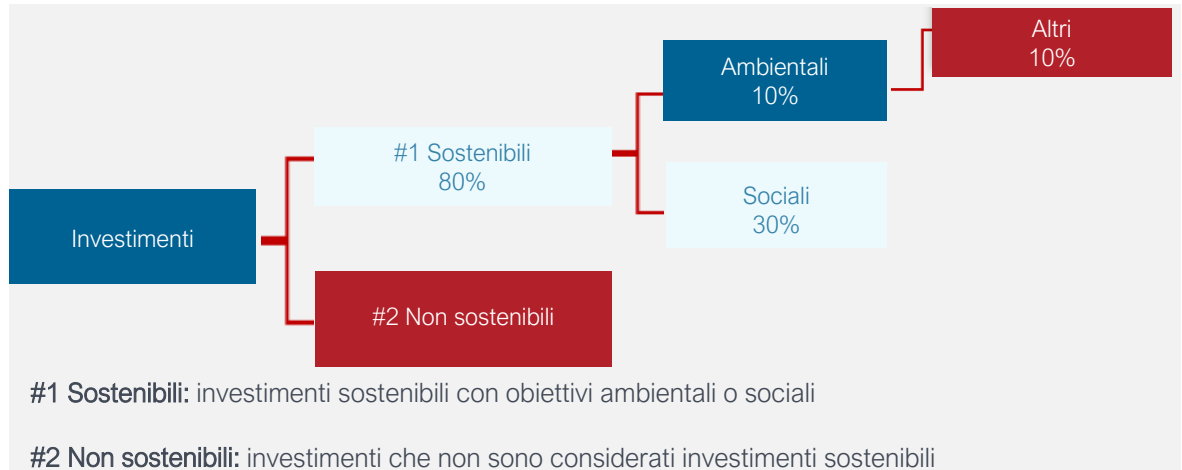 Altri
10%
Ambientali
10%
#1 Sostenibili
80%
Sociali
30%
Investimenti
#2 Non sostenibili
#1 Sostenibili: investimenti sostenibili con obiettivi ambientali o sociali
#2 Non sostenibili: investimenti che non sono considerati investimenti sostenibili